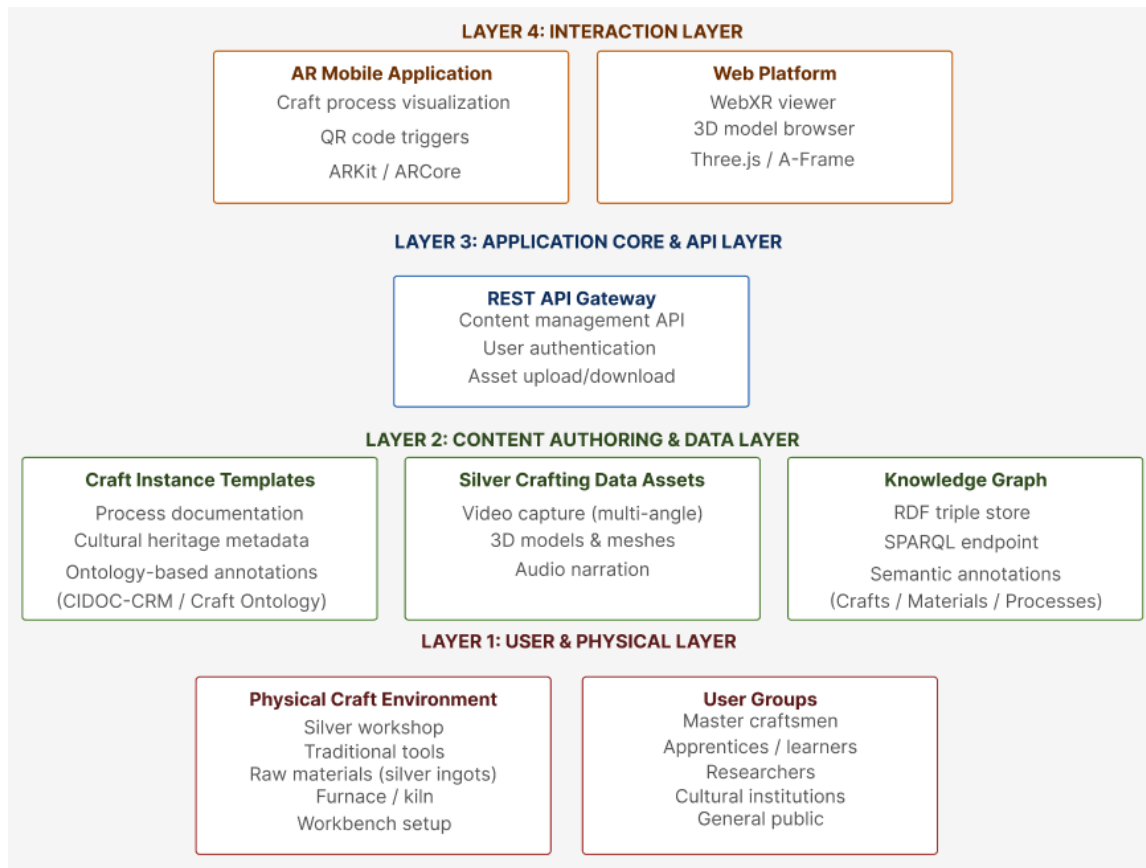 LAYER 4: INTERACTION LAYER
AR Mobile Application
Craft process visualization
QR code triggers
ARKit / ARCore
Web Platform
WebXR viewer
3D model browser
Three.js / A-Frame
LAYER 3: APPLICATION CORE & API LAYER
REST API Gateway
Content management API
User authentication
Asset upload/download
LAYER 2: CONTENT AUTHORING & DATA LAYER
Craft Instance Templates
Process documentation
Cultural heritage metadata
Ontology-based annotations
(CIDOC-CRM / Craft Ontology)
Silver Crafting Data Assets
Video capture (multi-angle)
3D models & meshes
Audio narration
Knowledge Graph
RDF triple store
SPARQL endpoint
Semantic annotations
(Crafts / Materials / Processes)
LAYER 1: USER & PHYSICAL LAYER
Physical Craft Environment
Silver workshop
Traditional tools
Raw materials (silver ingots)
Furnace / kiln
Workbench setup
User Groups
Master craftsmen
Apprentices / learners
Researchers
Cultural institutions
General public